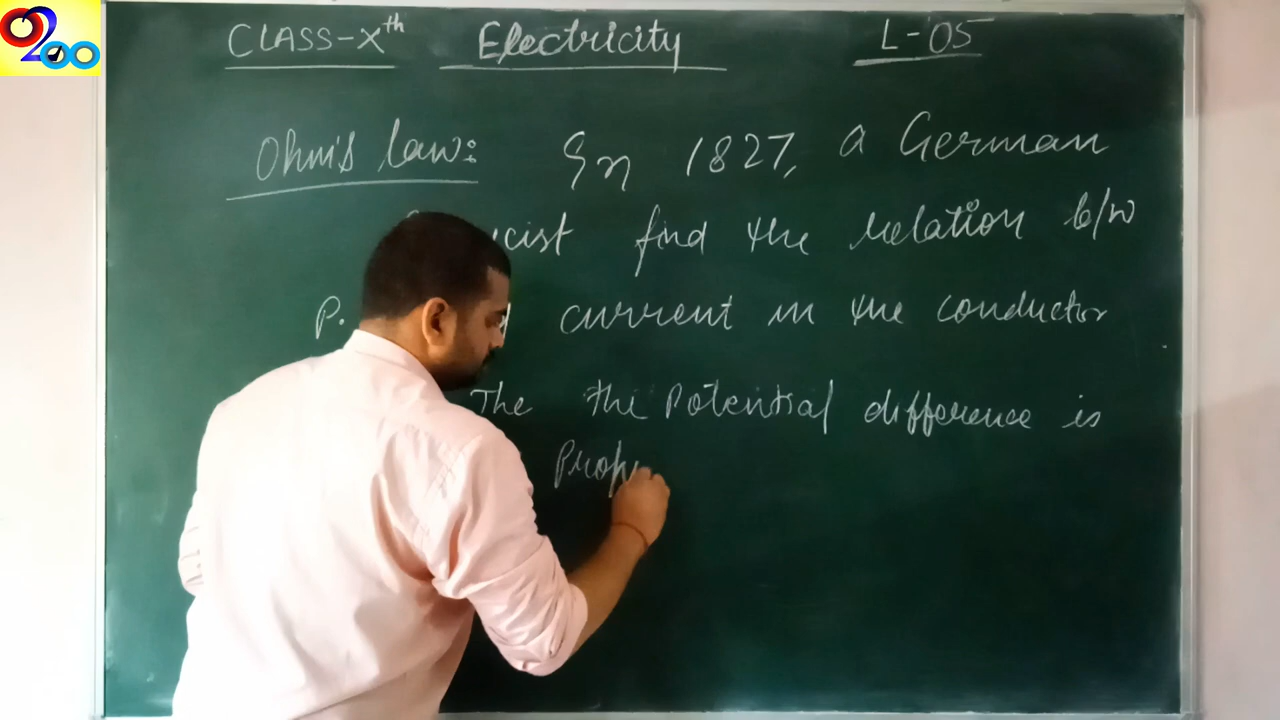 0200
CLASS-Xth Electricity L-05
Ohm's law: In 1827, a German
cist find the relation b/w
P. current in the conductor
The the Potential difference is
Prop